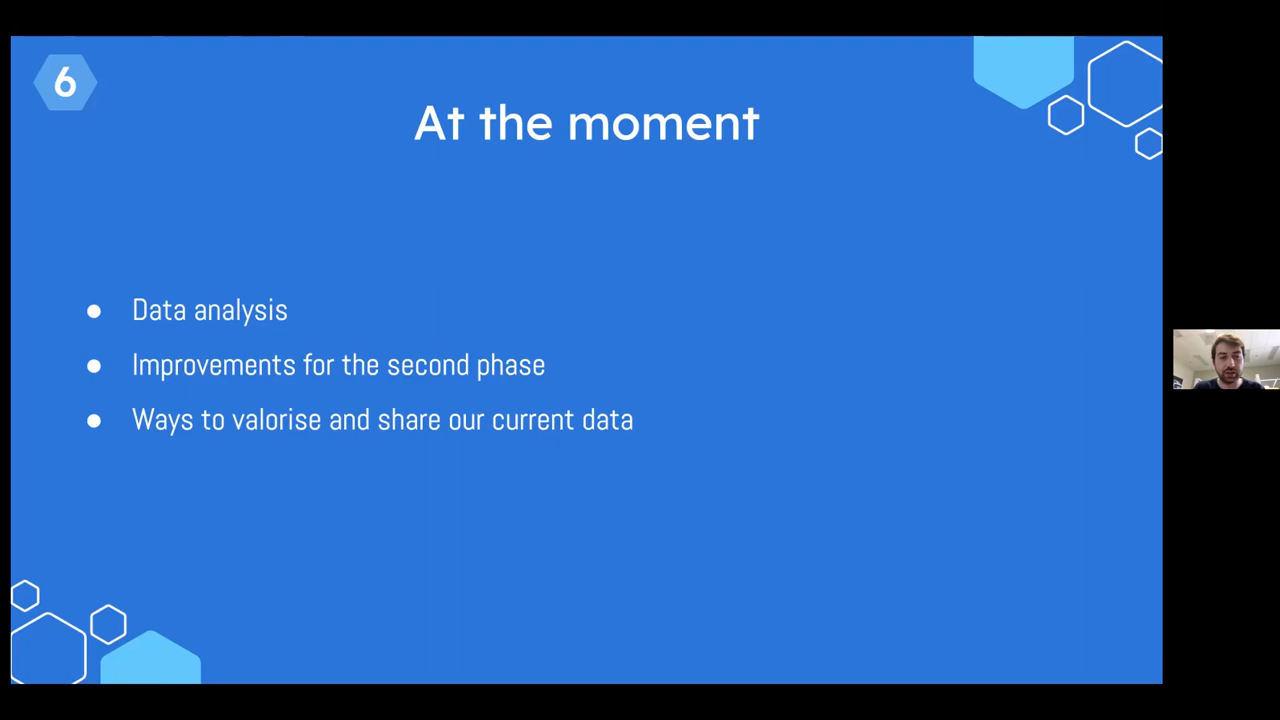 6
At the moment
● Data analysis
● Improvements for the second phase
● Ways to valorise and share our current data